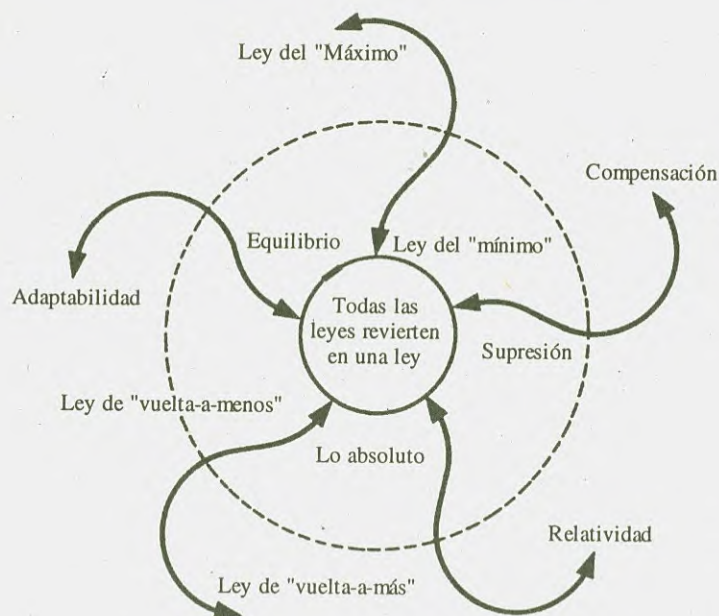 Ley del "Máximo"
Compensación
Equilibrio
Ley del "mínimo"
Adaptabilidad
Todas las
leyes revierten
en una ley
Supresión
Ley de "vuelta-a-menos"
Lo absoluto
Relatividad
Ley de "vuelta-a-más"